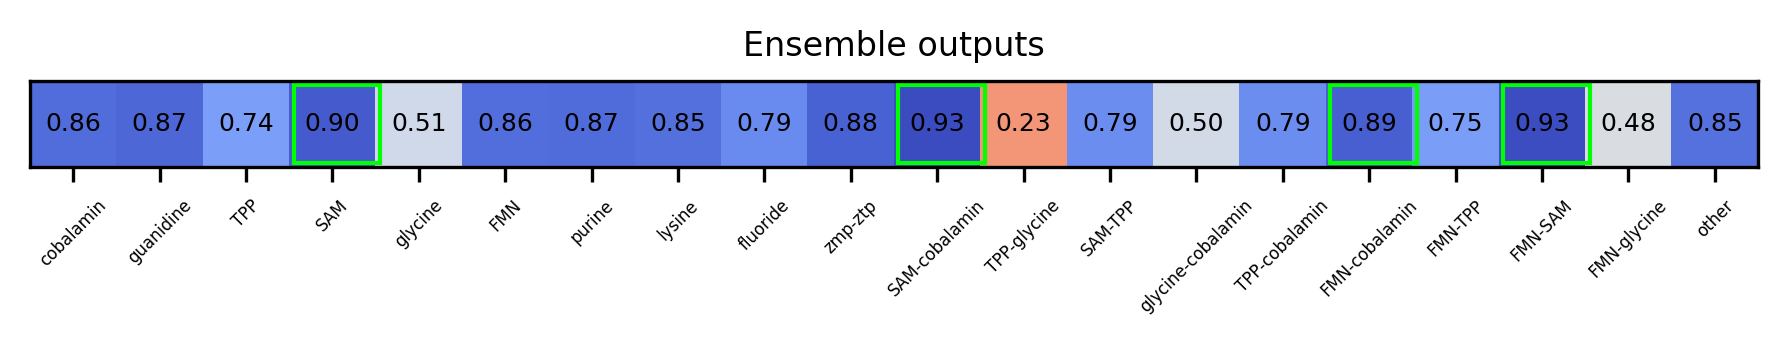 Ensemble outputs
0.86 0.87 0.74 0.90 0.51 0.86 0.87 0.85 0.79 0.88 0.93 0.23 0.79 0.50 0.79 0.89 0.75 0.93 0.48 0.85
cobalamin guanidine TPP SAM glycine FMN purine lysine fluoride zmp-ztp SAM-cobalamin TPP-glycine SAM-TPP glycine-cobalamin TPP-cobalamin FMN-cobalamin FMN-TPP FMN-SAM FMN-glycine other